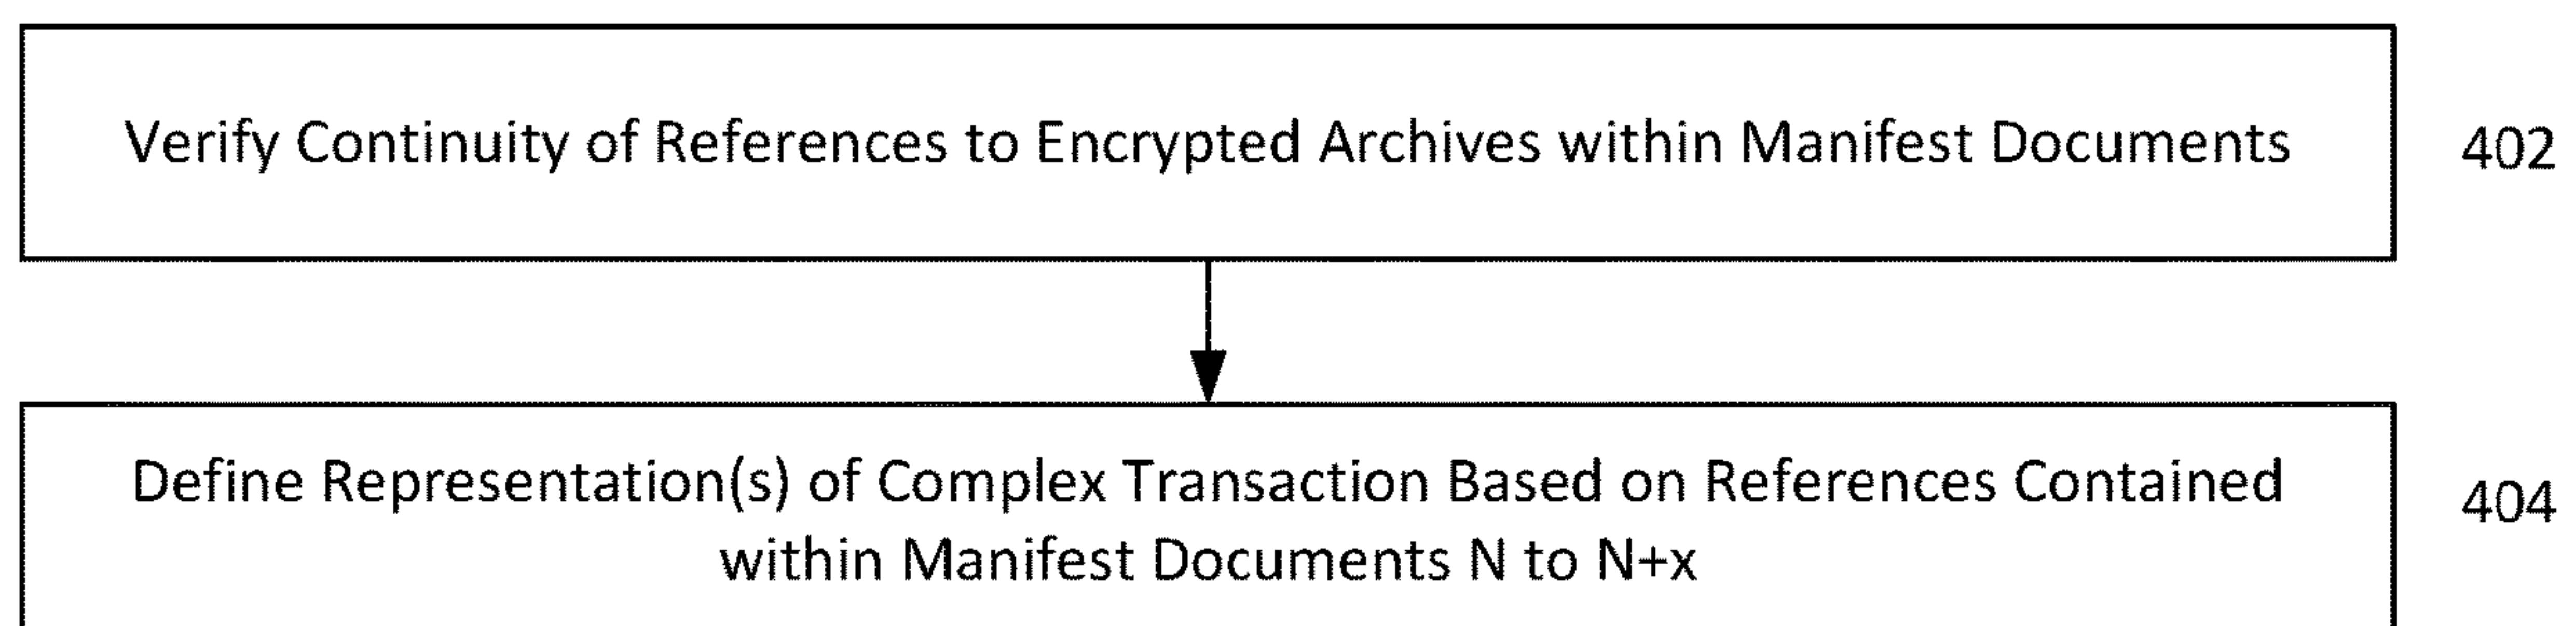 Verify Continuity of References to Encrypted Archives within Manifest Documents
402
Define Representation(s) of Complex Transaction Based on References Contained
within Manifest Documents N to N+x
404